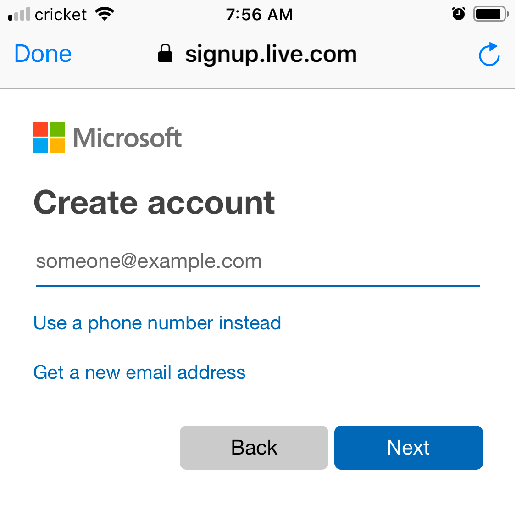 cricket 7:56 AM
Done signup.live.com
Microsoft
Create account
someone@example.com
Use a phone number instead
Get a new email address
Back Next